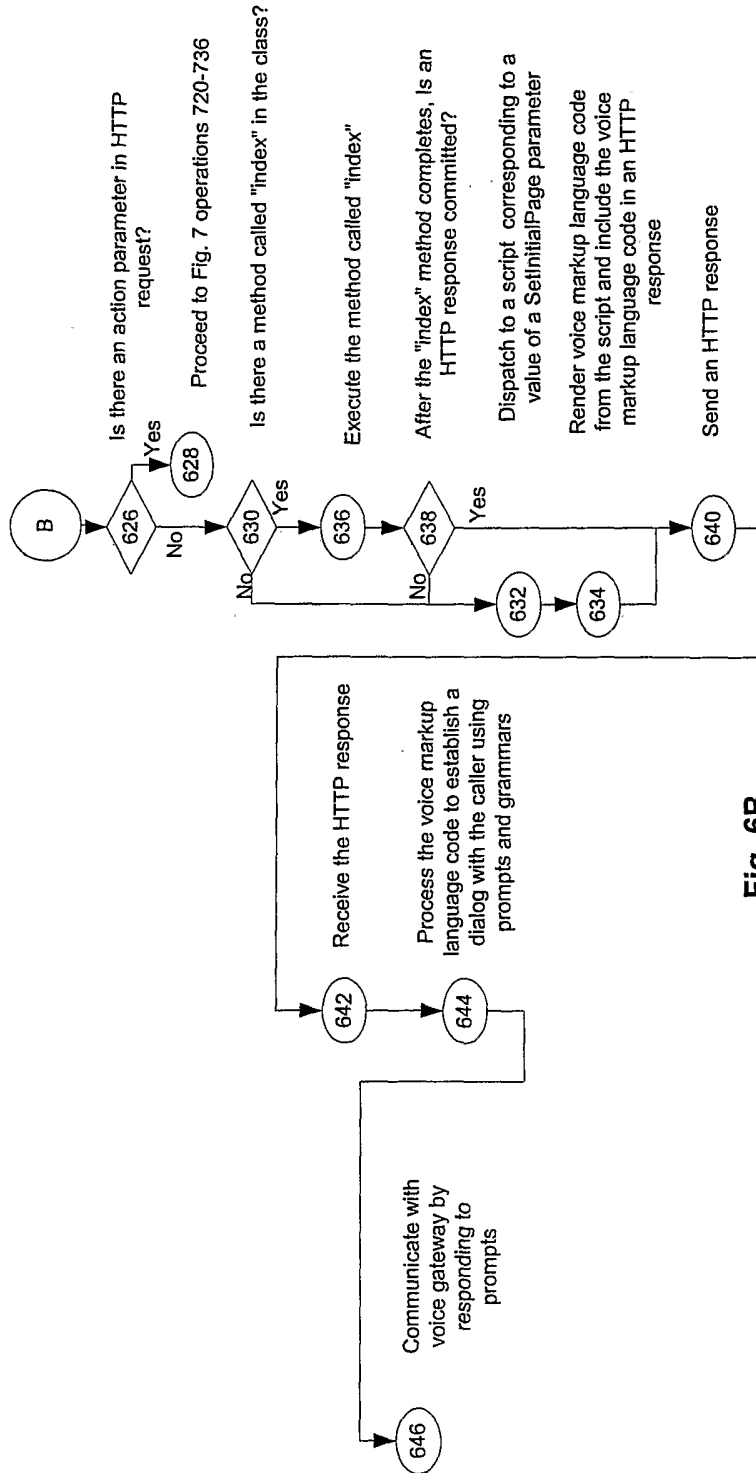 B
626
Is there an action parameter in HTTP
request?
Yes
No
628
Proceed to Fig. 7 operations 720-736
630
Is there a method called "index" in the class?
No
Yes
636
Execute the method called "index"
638
After the "index" method completes, Is an
HTTP response committed?
No
Yes
632
Dispatch to a script corresponding to a
value of a SetInitialPage parameter
634
Render voice markup language code
from the script and include the voice
markup language code in an HTTP
response
640
Send an HTTP response
642
Receive the HTTP response
644
Process the voice markup
language code to establish a
dialog with the caller using
prompts and grammars
646
Communicate with
voice gateway by
responding to
prompts
Fig. 6B